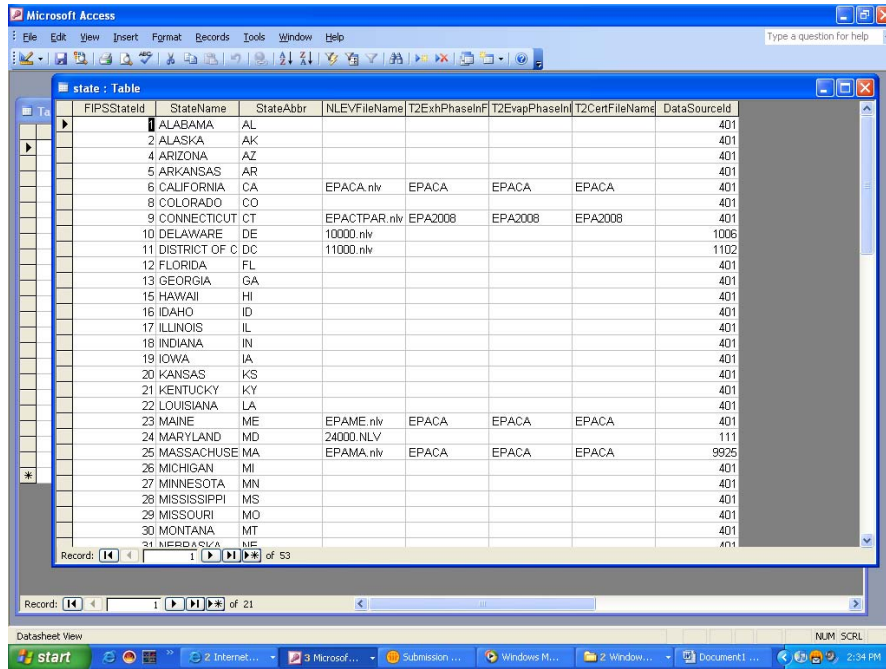 Microsoft Access
File Edit View Insert Format Records Tools Window Help Type a question for help
state : Table
Ta
FIPSStateId StateName StateAbbr NLEVFileName T2ExhPhaseInF T2EvapPhaseInI T2CertFileName DataSourceId
1 ALABAMA AL 401
2 ALASKA AK 401
4 ARIZONA AZ 401
5 ARKANSAS AR 401
6 CALIFORNIA CA EPACA.nlv EPACA EPACA EPACA 401
8 COLORADO CO 401
9 CONNECTICUT CT EPACTPAR.nlv EPA2008 EPA2008 EPA2008 401
10 DELAWARE DE 10000.nlv 1006
11 DISTRICT OF C DC 11000.nlv 1102
12 FLORIDA FL 401
13 GEORGIA GA 401
15 HAWAII HI 401
16 IDAHO ID 401
17 ILLINOIS IL 401
18 INDIANA IN 401
19 IOWA IA 401
20 KANSAS KS 401
21 KENTUCKY KY 401
22 LOUISIANA LA 401
23 MAINE ME EPAME.nlv EPACA EPACA EPACA 401
24 MARYLAND MD 24000.NLV 111
25 MASSACHUSE MA EPAMA.nlv EPACA EPACA EPACA 9925
26 MICHIGAN MI 401
27 MINNESOTA MN 401
28 MISSISSIPPI MS 401
29 MISSOURI MO 401
30 MONTANA MT 401
31 NEBRASKA NE 401
Record: 1 of 53
Record: 1 of 21
Datasheet View NUM SCRL
start 2 Internet... 3 Microsof... Submission ... Windows M... 2 Window... Document1 ... 2:34 PM